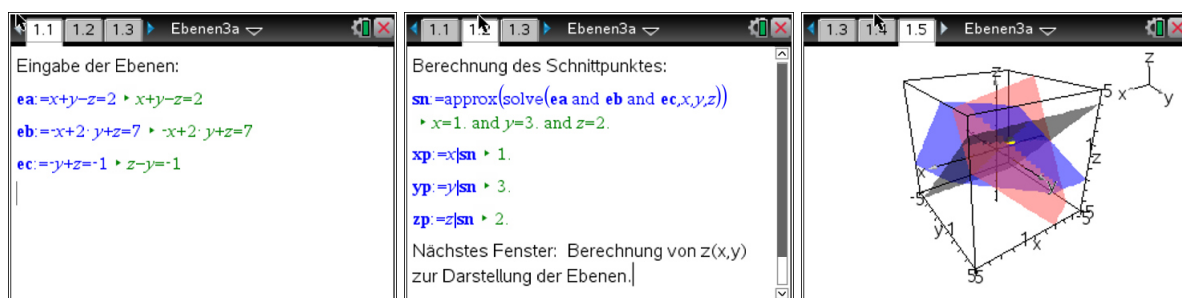 1.1 1.2 1.3 Ebenen3a
Eingabe der Ebenen:
ea:=x+y−z=2 ▸ x+y−z=2
eb:=-x+2·y+z=7 ▸ -x+2·y+z=7
ec:=-y+z=-1 ▸ z−y=-1
1.1 1.2 1.3 Ebenen3a
Berechnung des Schnittpunktes:
sn:=approx(solve(ea and eb and ec,x,y,z))
▸ x=1. and y=3. and z=2.
xp:=x|sn ▸ 1.
yp:=y|sn ▸ 3.
zp:=z|sn ▸ 2.
Nächstes Fenster: Berechnung von z(x,y)
zur Darstellung der Ebenen.
1.3 1.4 1.5 Ebenen3a
z
x y
z
5
x
1
z
y
-5
-5
y 1
1 x
5 5